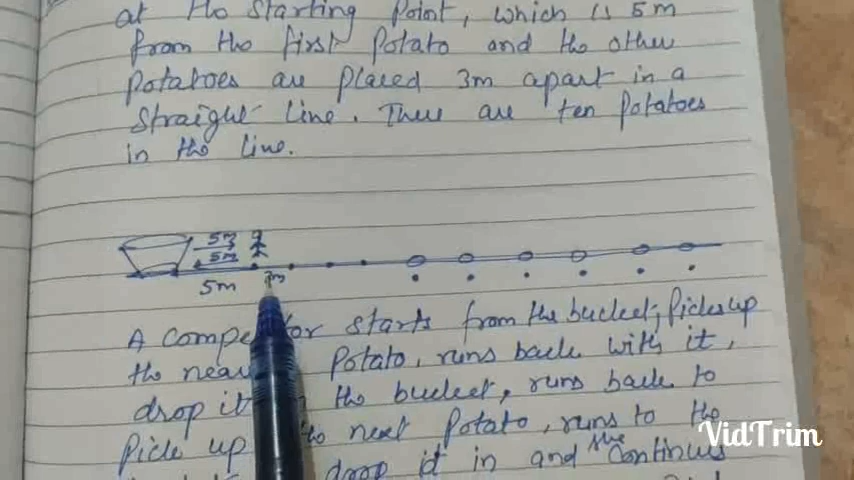 at the starting point, which is 5m
from the first potato and the other
potatoes are placed 3m apart in a
straight line. There are ten potatoes
in the line.
5m
5m
5m 3m
A compe or starts from the bucket, picks up
the nea potato, runs back with it,
drop it the bucket, runs back to
Pick up next potato, runs to the
drop it in and she continues
VidTrim